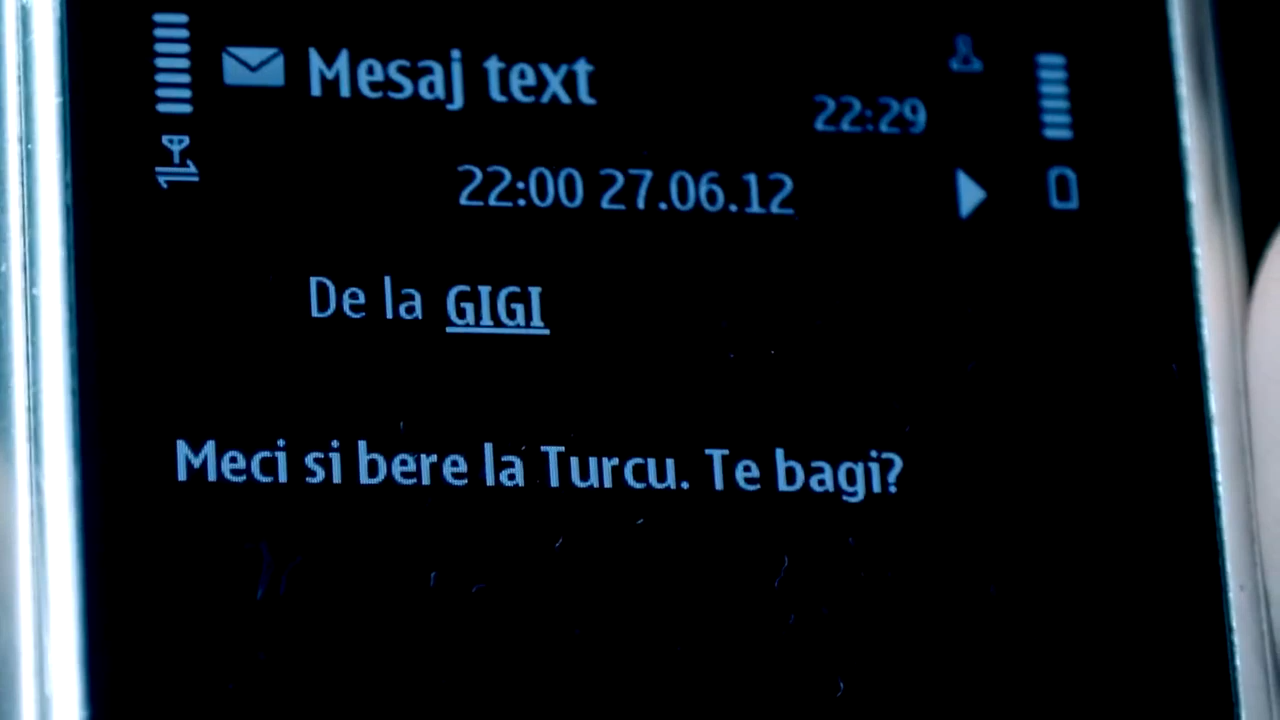 Mesaj text
22:29
22:00 27.06.12
De la GIGI
Meci si bere la Turcu. Te bagi?